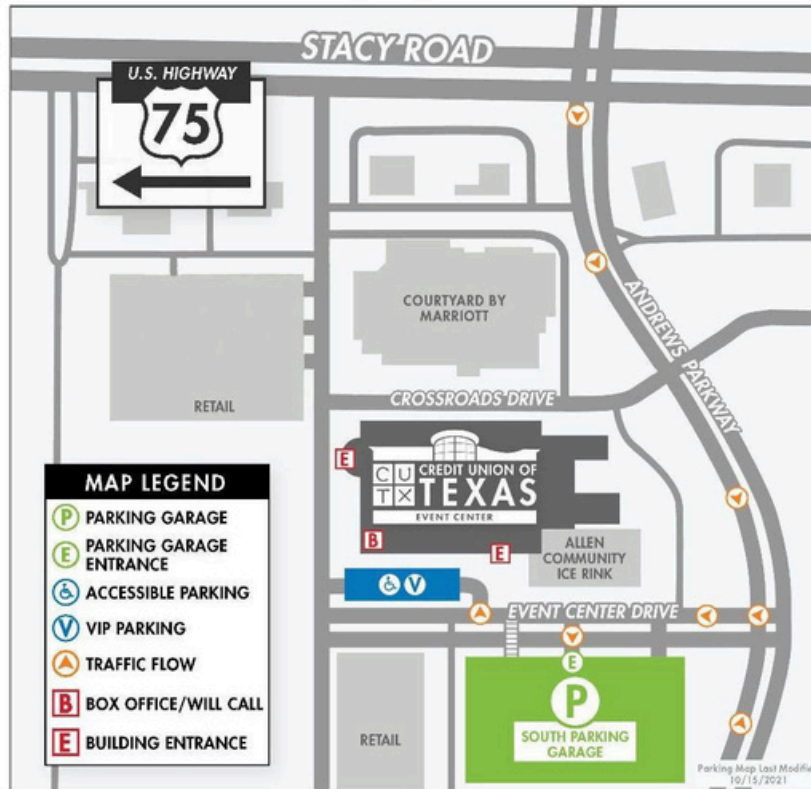 STACY ROAD
U.S. HIGHWAY
75
COURTYARD BY
MARRIOTT
ANDREWS PARKWAY
RETAIL
CROSSROADS DRIVE
E
CU
TX
CREDIT UNION OF
TEXAS
EVENT CENTER
B
E
ALLEN
COMMUNITY
ICE RINK
V
EVENT CENTER DRIVE
E
P
SOUTH PARKING
GARAGE
RETAIL
MAP LEGEND
P PARKING GARAGE
E PARKING GARAGE
ENTRANCE
ACCESSIBLE PARKING
V VIP PARKING
TRAFFIC FLOW
B BOX OFFICE/WILL CALL
E BUILDING ENTRANCE
Parking Map Last Modifie
10/15/2021